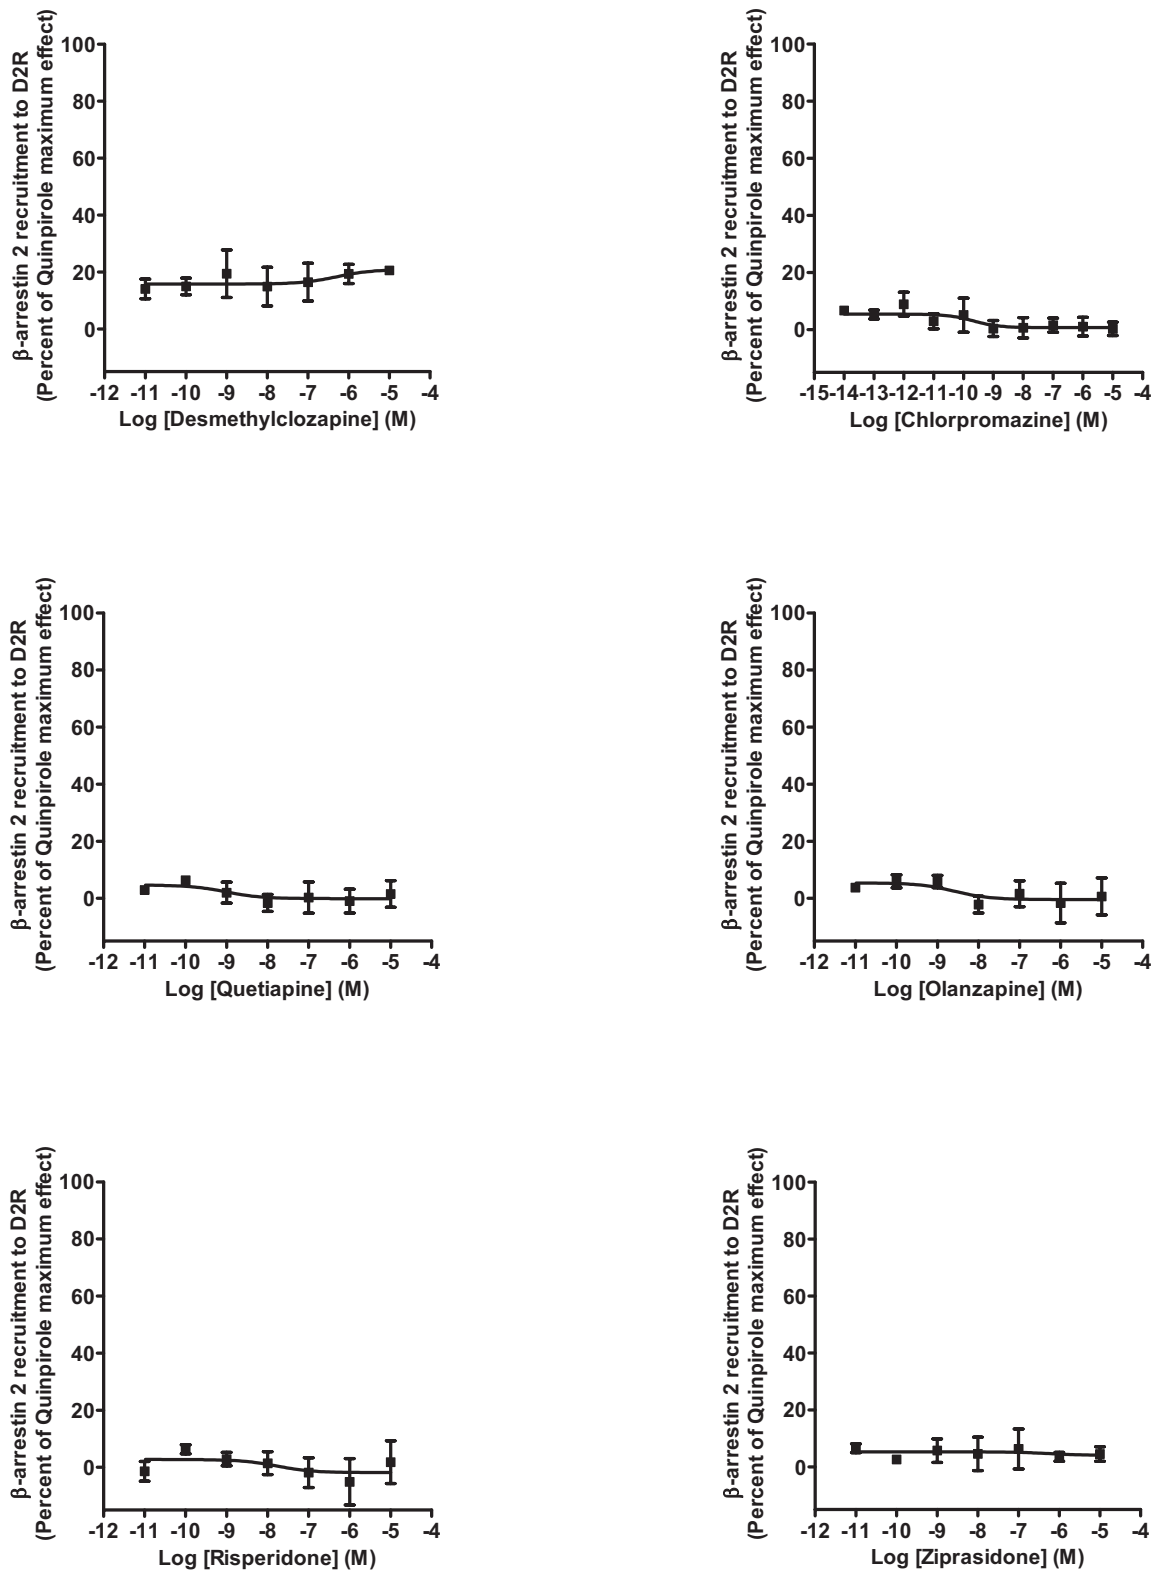 β-arrestin 2 recruitment to D2R
(Percent of Quinpirole maximum effect)
100
80
60
40
20
0
-12 -11 -10 -9 -8 -7 -6 -5 -4
Log [Desmethylclozapine] (M)
β-arrestin 2 recruitment to D2R
(Percent of Quinpirole maximum effect)
100
80
60
40
20
0
-15-14-13-12-11-10 -9 -8 -7 -6 -5 -4
Log [Chlorpromazine] (M)
β-arrestin 2 recruitment to D2R
(Percent of Quinpirole maximum effect)
100
80
60
40
20
0
-12 -11 -10 -9 -8 -7 -6 -5 -4
Log [Quetiapine] (M)
β-arrestin 2 recruitment to D2R
(Percent of Quinpirole maximum effect)
100
80
60
40
20
0
-12 -11 -10 -9 -8 -7 -6 -5 -4
Log [Olanzapine] (M)
β-arrestin 2 recruitment to D2R
(Percent of Quinpirole maximum effect)
100
80
60
40
20
0
-12 -11 -10 -9 -8 -7 -6 -5 -4
Log [Risperidone] (M)
β-arrestin 2 recruitment to D2R
(Percent of Quinpirole maximum effect)
100
80
60
40
20
0
-12 -11 -10 -9 -8 -7 -6 -5 -4
Log [Ziprasidone] (M)